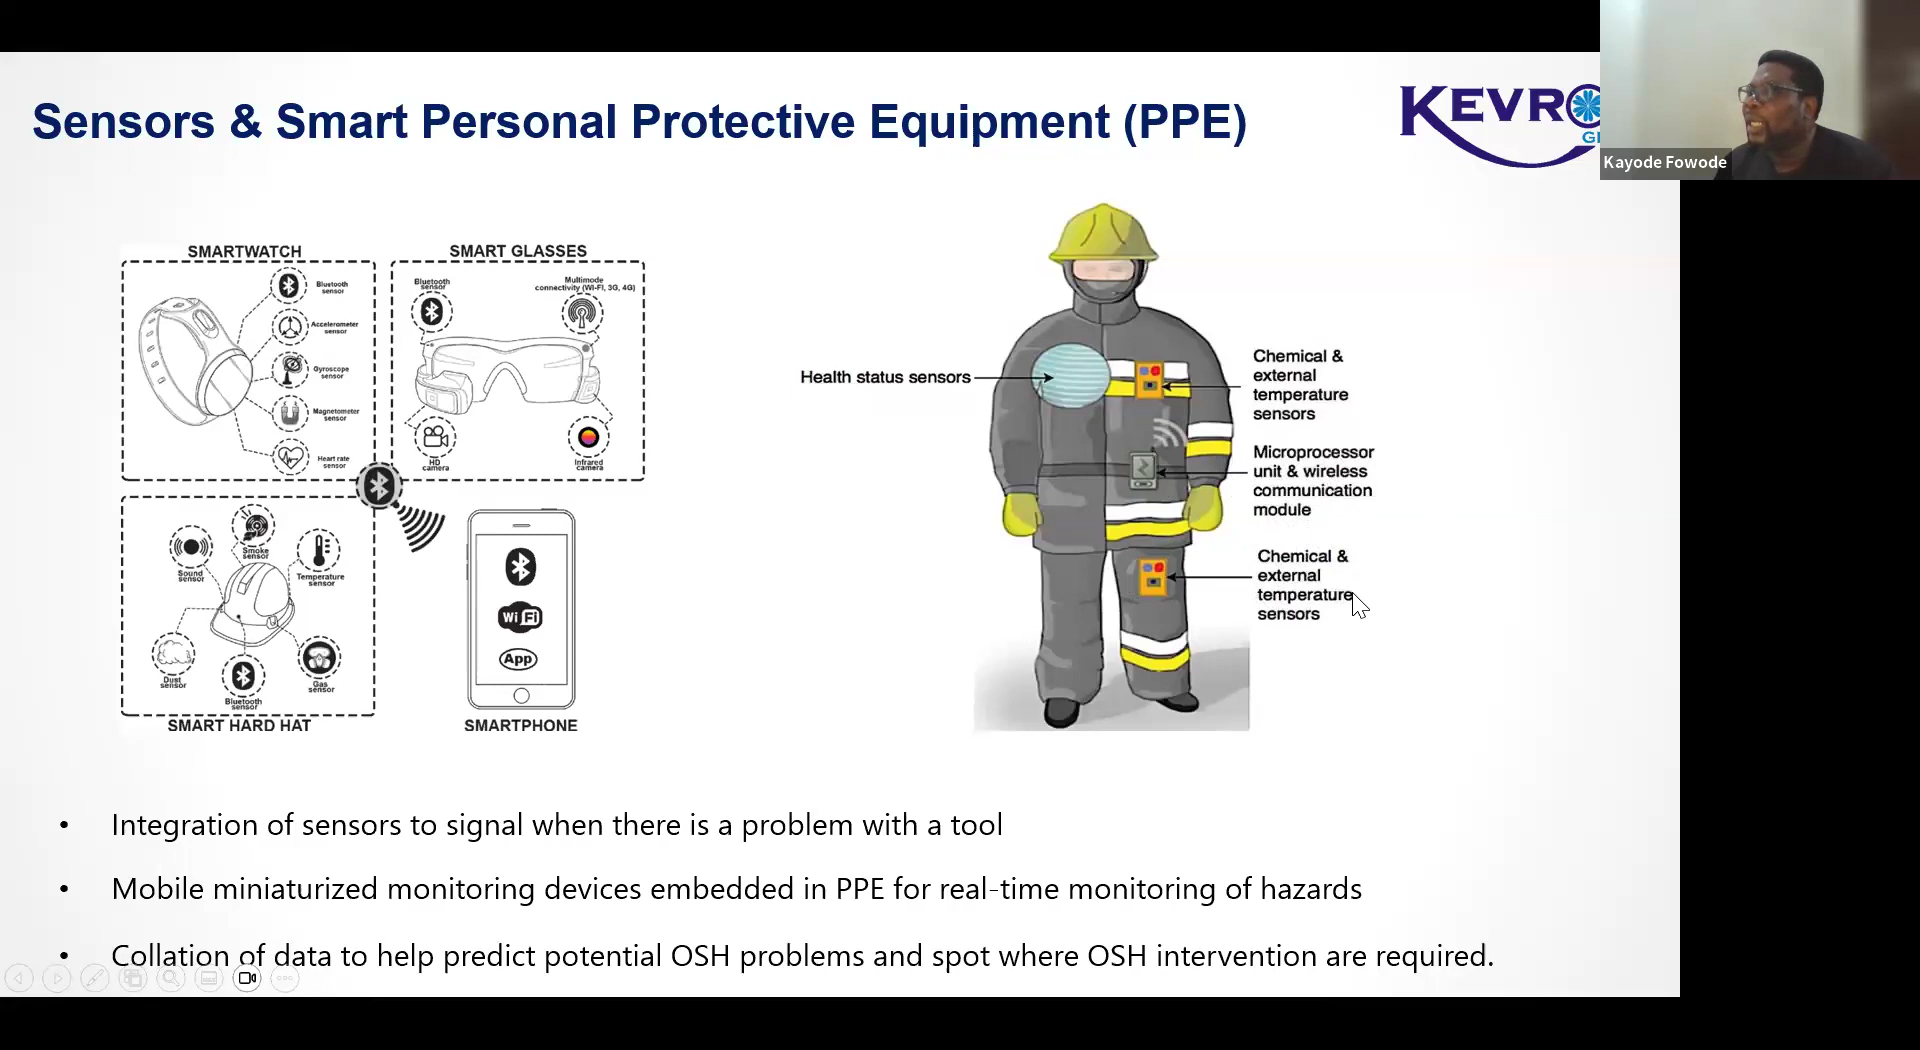 Sensors & Smart Personal Protective Equipment (PPE)
Kayode Fowode
SMARTWATCH
Bluetooth
sensor
Accelerometer
sensor
Gyroscope
sensor
Magnetometer
sensor
Heart rate
sensor
SMART GLASSES
Bluetooth
sensor
Multimode
connectivity (WI-FI, 3G, 4G)
HD
camera
Infrared
camera
Smoke
sensor
Sound
sensor
Temperature
sensor
Dust
sensor
Bluetooth
sensor
Gas
sensor
SMART HARD HAT
Wi Fi
App
SMARTPHONE
Health status sensors
Chemical &
external
temperature
sensors
Microprocessor
unit & wireless
communication
module
Chemical &
external
temperature
sensors
• Integration of sensors to signal when there is a problem with a tool
• Mobile miniaturized monitoring devices embedded in PPE for real-time monitoring of hazards
• Collation of data to help predict potential OSH problems and spot where OSH intervention are required.